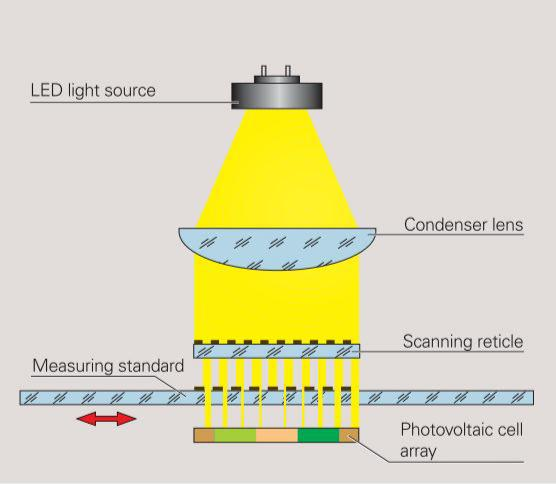 LED light source
Condenser lens
Scanning reticle
Measuring standard
Photovoltaic cell
array